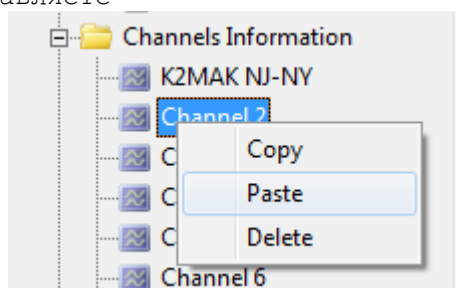 Channels Information
K2MAK NJ-NY
Channel 2
C
Copy
C
Paste
C
Delete
Channel 6